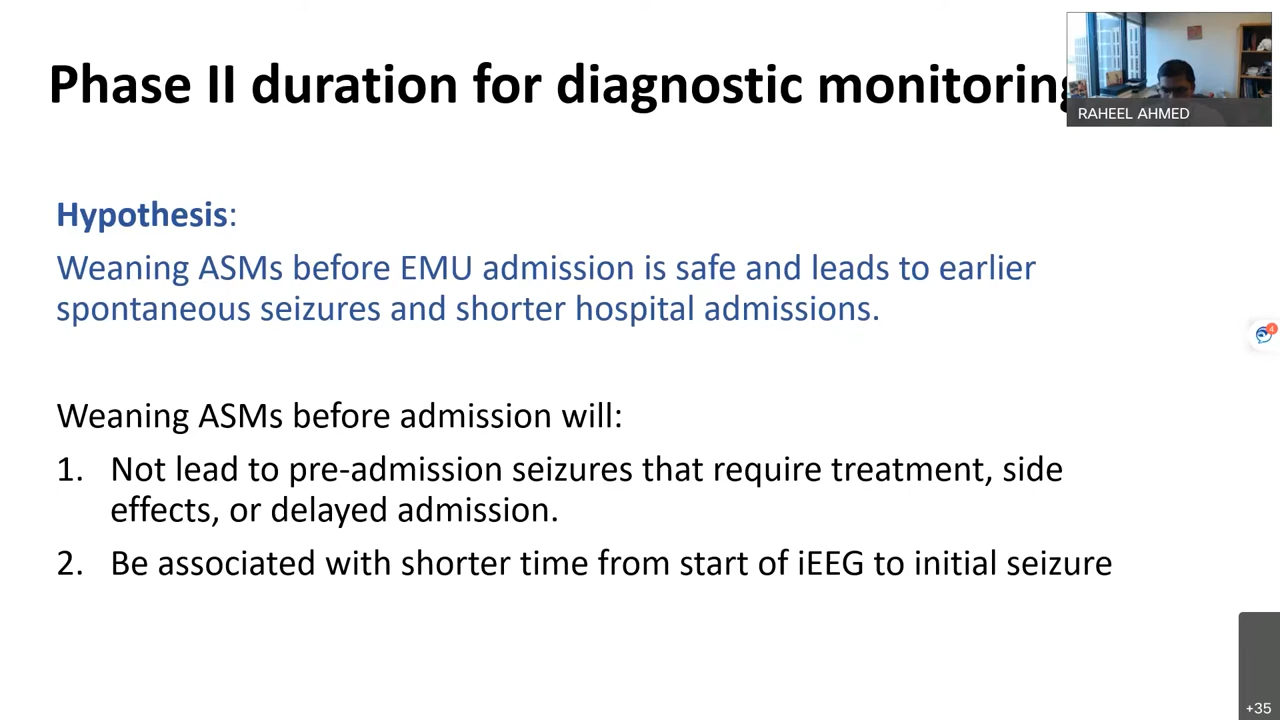 Phase II duration for diagnostic monitoring
RAHEEL AHMED
Hypothesis:
Weaning ASMs before EMU admission is safe and leads to earlier
spontaneous seizures and shorter hospital admissions.
4
Weaning ASMs before admission will:
1. Not lead to pre-admission seizures that require treatment, side
effects, or delayed admission.
2. Be associated with shorter time from start of iEEG to initial seizure
+35